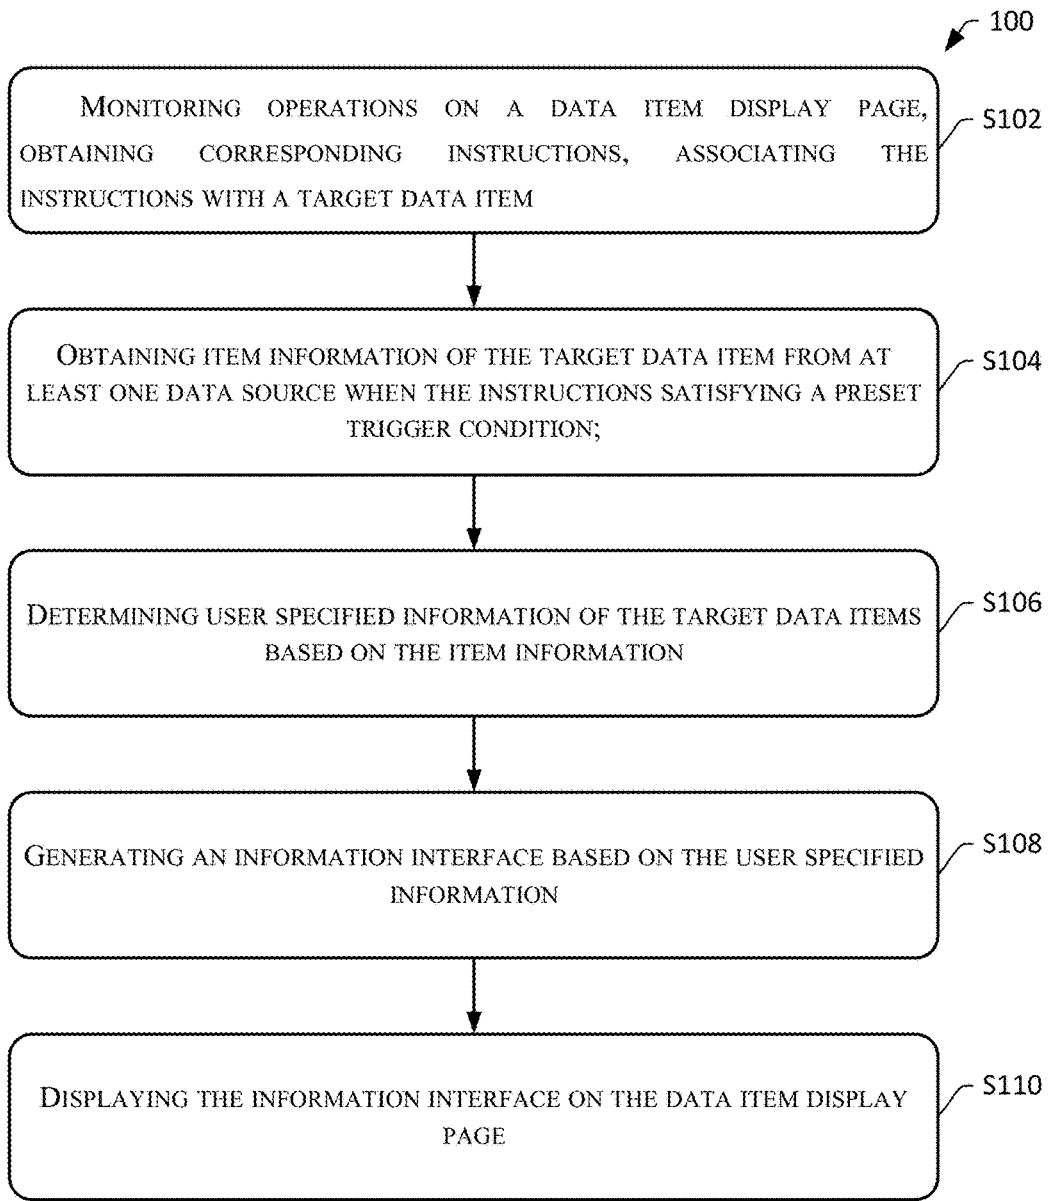 100
MONITORING OPERATIONS ON A DATA ITEM DISPLAY PAGE,
OBTAINING CORRESPONDING INSTRUCTIONS, ASSOCIATING THE
INSTRUCTIONS WITH A TARGET DATA ITEM
S102
OBTAINING ITEM INFORMATION OF THE TARGET DATA ITEM FROM AT
LEAST ONE DATA SOURCE WHEN THE INSTRUCTIONS SATISFYING A PRESET
TRIGGER CONDITION;
S104
DETERMINING USER SPECIFIED INFORMATION OF THE TARGET DATA ITEMS
BASED ON THE ITEM INFORMATION
S106
GENERATING AN INFORMATION INTERFACE BASED ON THE USER SPECIFIED
INFORMATION
S108
DISPLAYING THE INFORMATION INTERFACE ON THE DATA ITEM DISPLAY
PAGE
S110